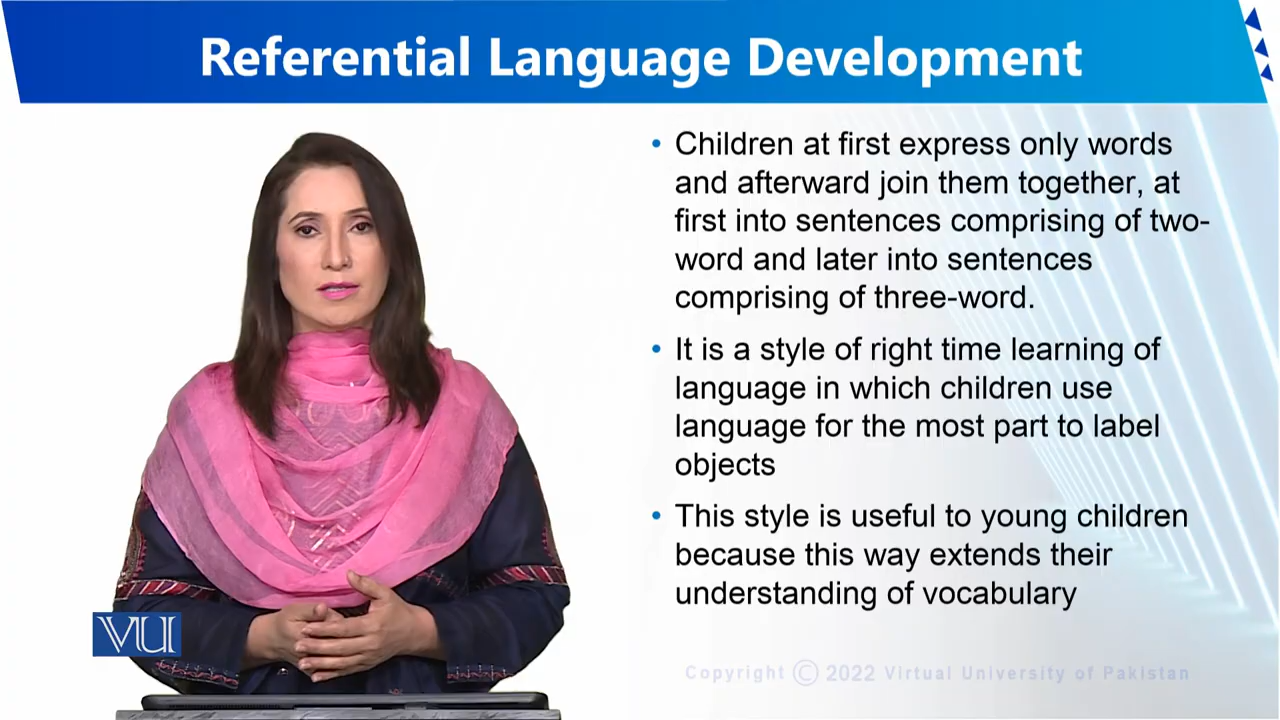 Referential Language Development
• Children at first express only words
and afterward join them together, at
first into sentences comprising of two-
word and later into sentences
comprising of three-word.
• It is a style of right time learning of
language in which children use
language for the most part to label
objects
• This style is useful to young children
because this way extends their
understanding of vocabulary
VU
Copyright © 2022 Virtual University of Pakistan